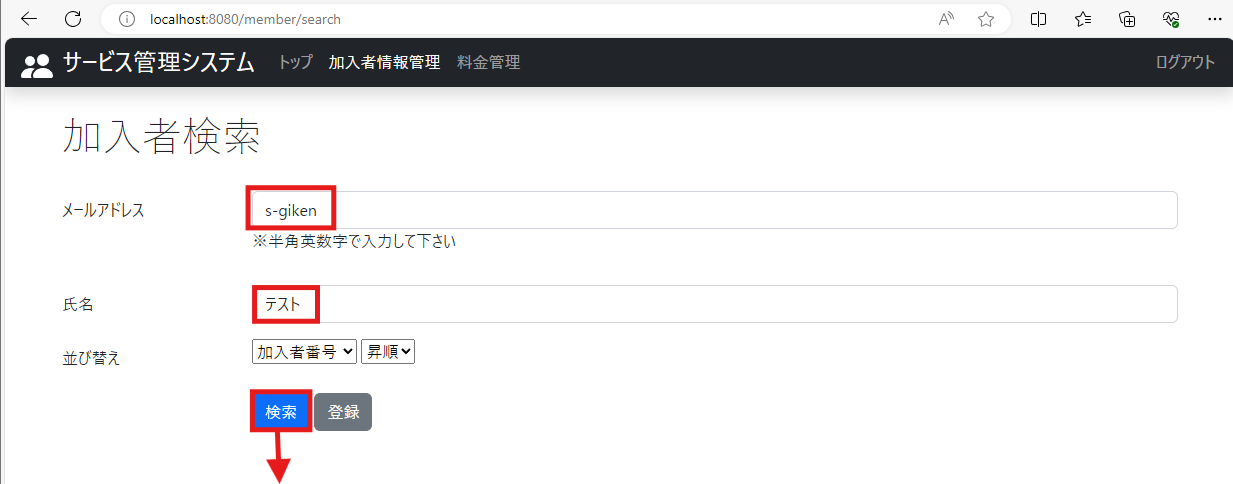 localhost:8080/member/search
サービス管理システム トップ 加入者情報管理 料金管理 ログアウト
加入者検索
メールアドレス s-giken
※半角英数字で入力して下さい
氏名 テスト
並び替え 加入者番号 昇順
検索 登録